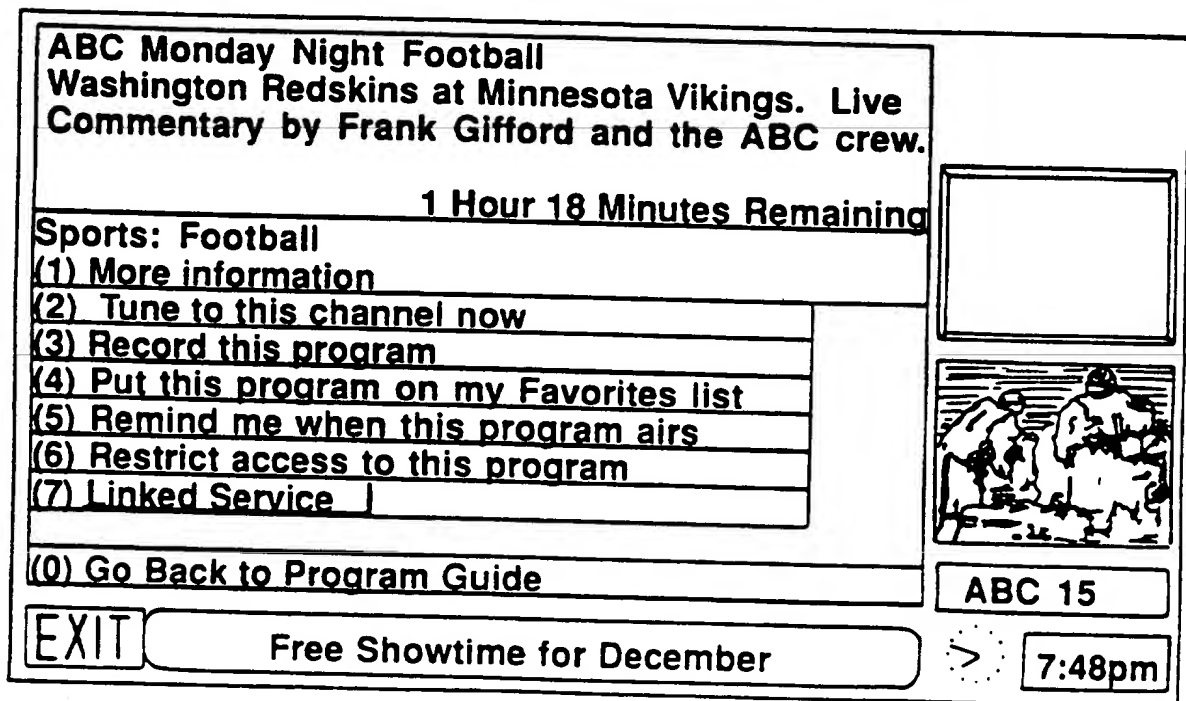 ABC Monday Night Football
Washington Redskins at Minnesota Vikings. Live
Commentary by Frank Gifford and the ABC crew.
1 Hour 18 Minutes Remaining
Sports: Football
(1) More information
(2) Tune to this channel now
(3) Record this program
(4) Put this program on my Favorites list
(5) Remind me when this program airs
(6) Restrict access to this program
(7) Linked Service
(0) Go Back to Program Guide
ABC 15
EXIT
Free Showtime for December
7:48pm